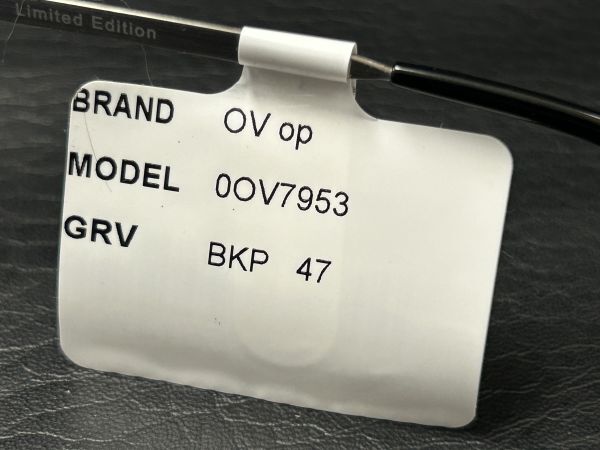 Limited Edition
BRAND OV op
MODEL 0OV7953
GRV BKP 47